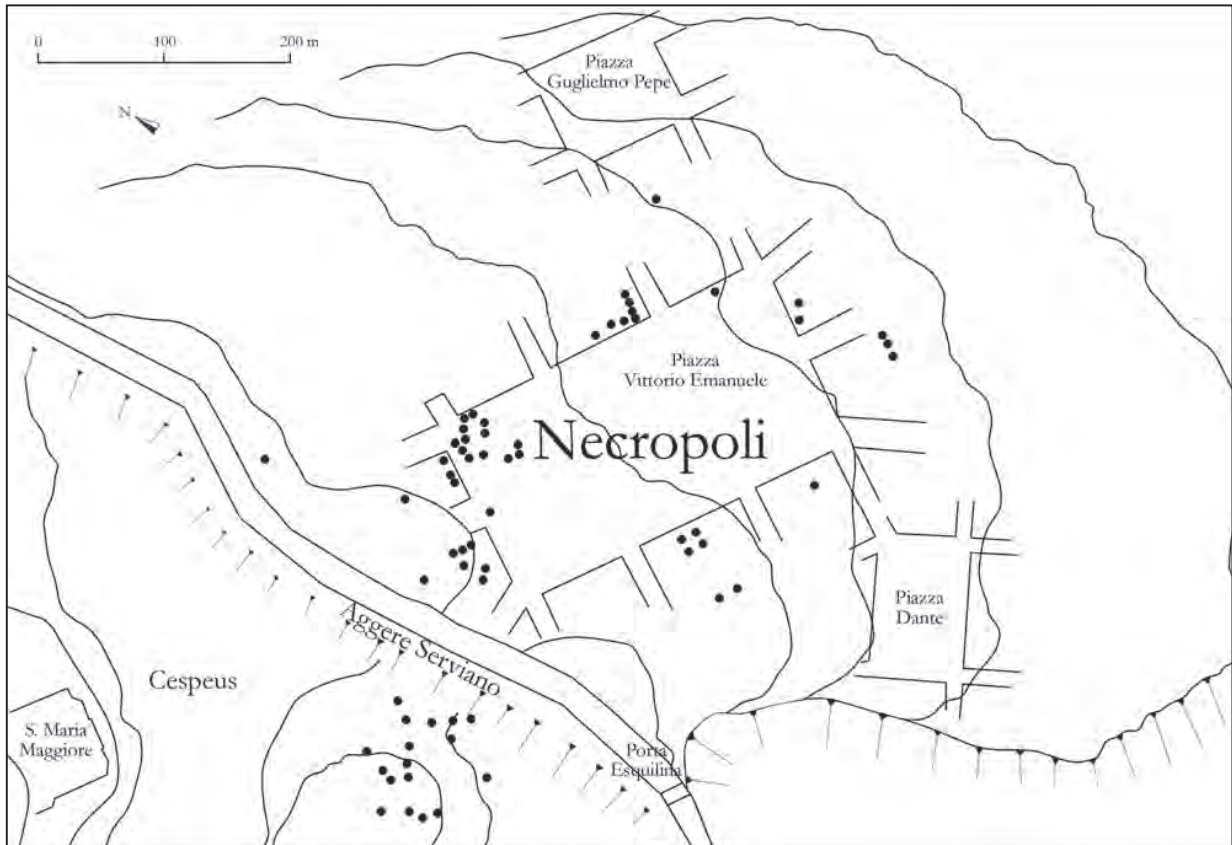 0 100 200 m
N
Piazza
Guglielmo Pepe
Piazza
Vittorio Emanuele
Necropoli
Piazza
Dante
Aggere Serviano
Cespeus
S. Maria
Maggiore
Porta
Esquilina